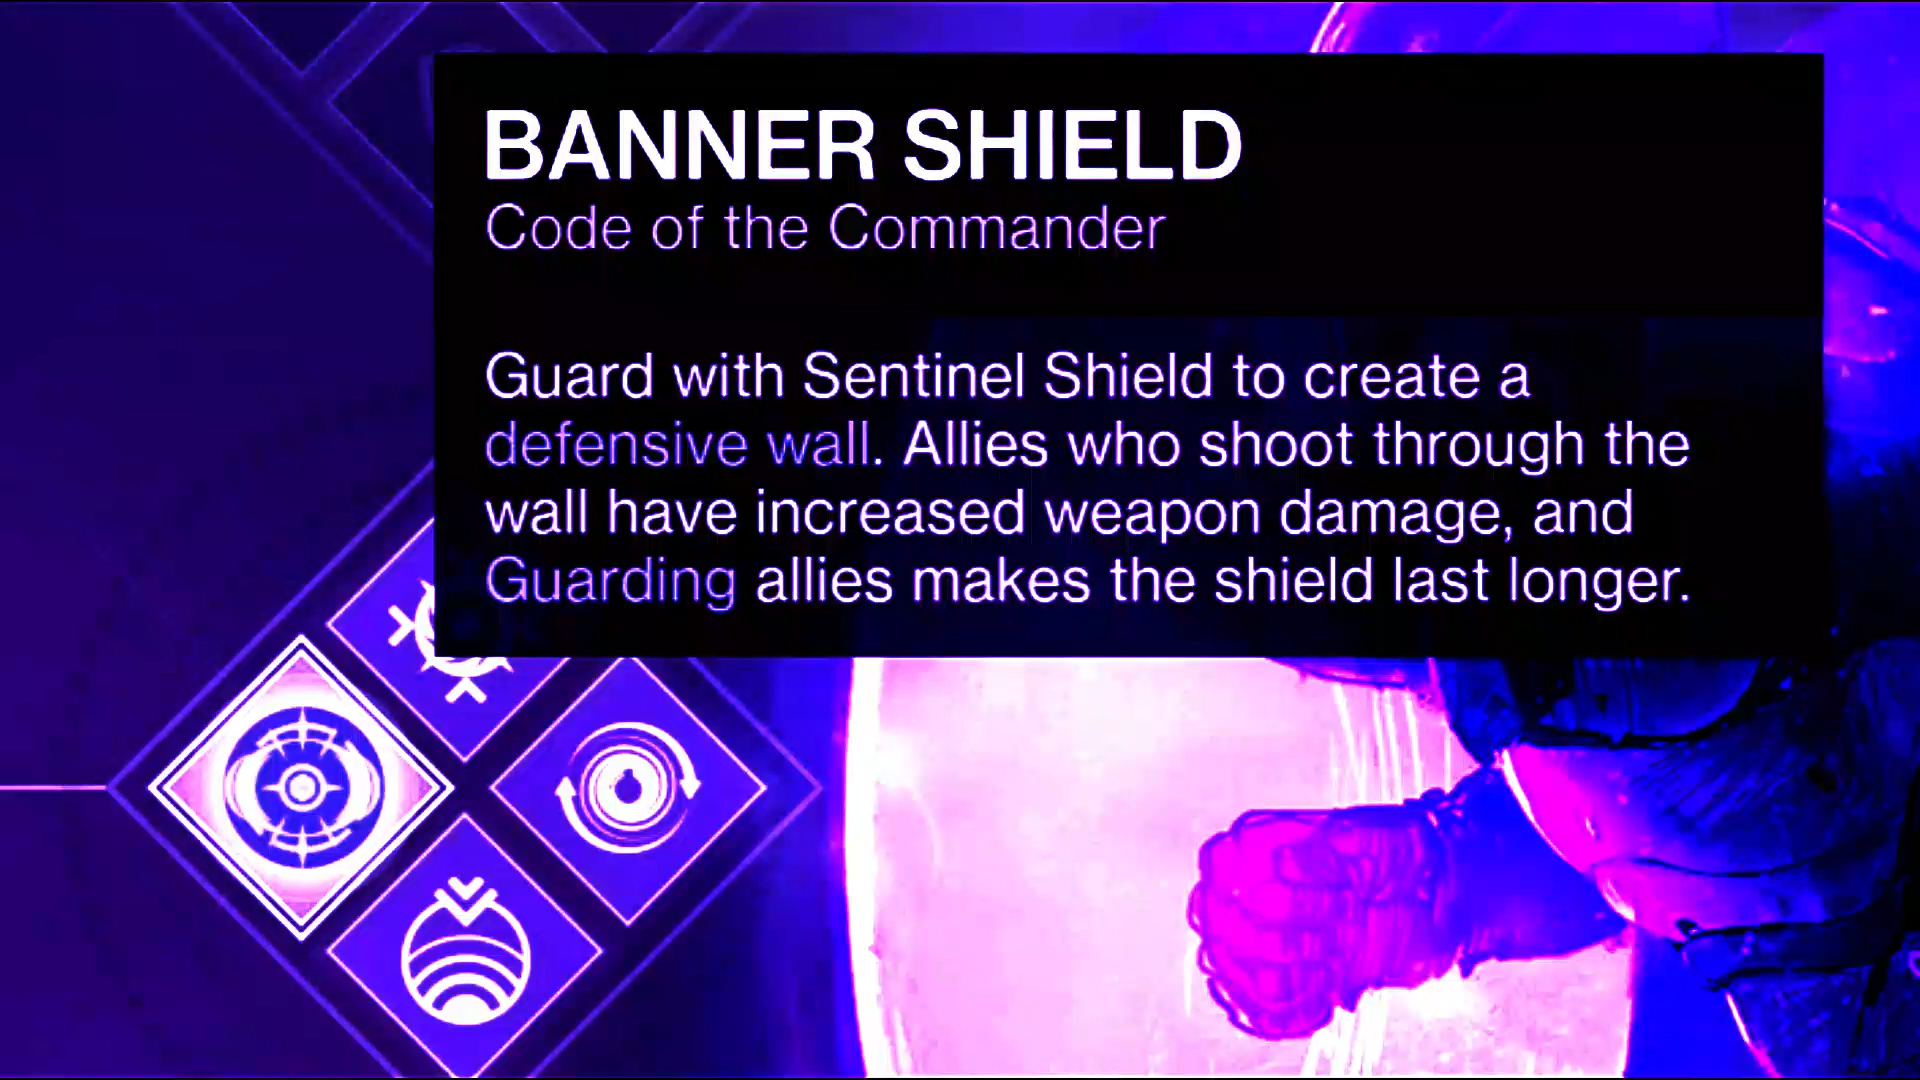 BANNER SHIELD
Code of the Commander
Guard with Sentinel Shield to create a
defensive wall. Allies who shoot through the
wall have increased weapon damage, and
Guarding allies makes the shield last longer.